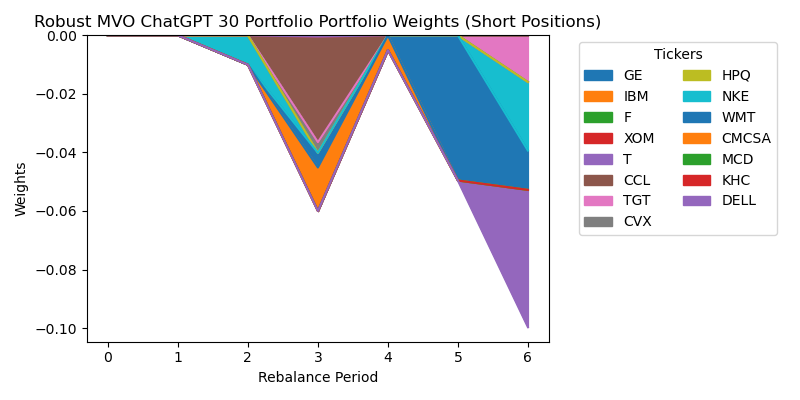 Robust MVO ChatGPT 30 Portfolio Portfolio Weights (Short Positions)
0.00
−0.02
−0.04
−0.06
−0.08
−0.10
Weights
0 1 2 3 4 5 6
Rebalance Period
Tickers
GE HPQ
IBM NKE
F WMT
XOM CMCSA
T MCD
CCL KHC
TGT DELL
CVX